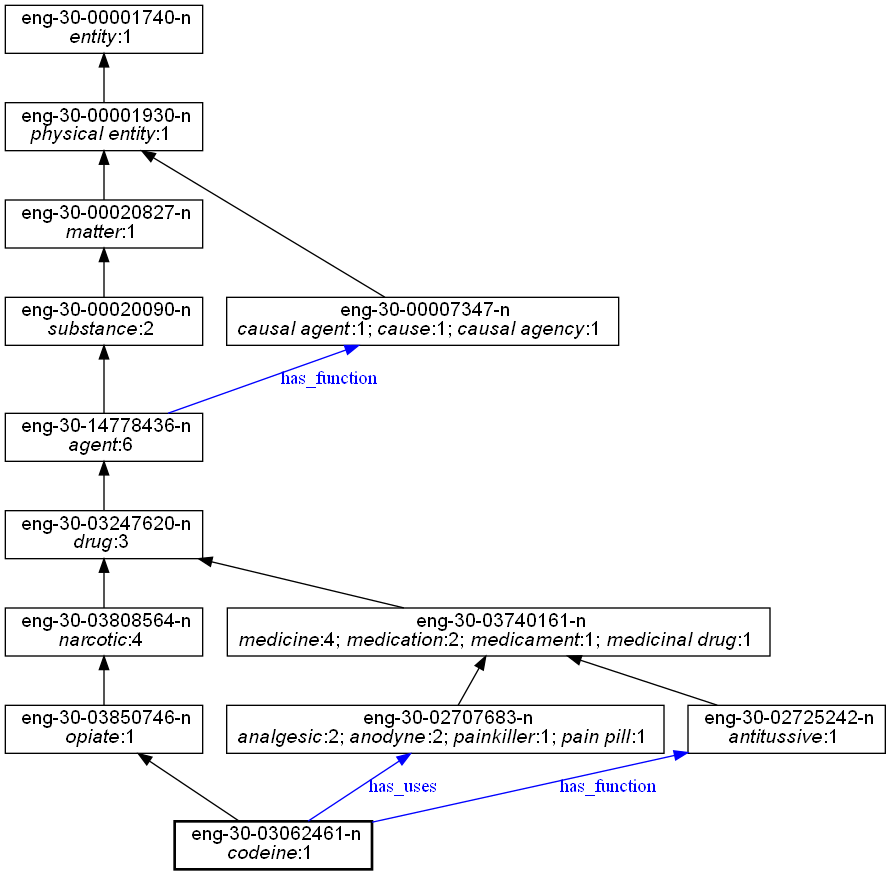 eng-30-00001740-n
entity:1
eng-30-00001930-n
physical entity:1
eng-30-00020827-n
matter:1
eng-30-00020090-n
substance:2
eng-30-00007347-n
causal agent:1; cause:1; causal agency:1
has_function
eng-30-14778436-n
agent:6
eng-30-03247620-n
drug:3
eng-30-03808564-n
narcotic:4
eng-30-03740161-n
medicine:4; medication:2; medicament:1; medicinal drug:1
eng-30-03850746-n
opiate:1
eng-30-02707683-n
analgesic:2; anodyne:2; painkiller:1; pain pill:1
eng-30-02725242-n
antitussive:1
has_uses
has_function
eng-30-03062461-n
codeine:1